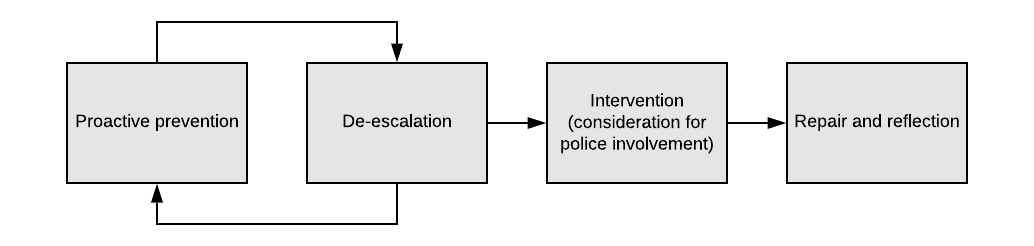 Proactive prevention
De-escalation
Intervention
(consideration for
police involvement)
Repair and reflection